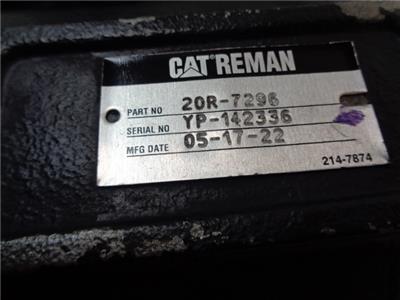 CAT REMAN
PART NO 20R-7296
SERIAL NO YP-142336
MFG DATE 05-17-22
214-7874